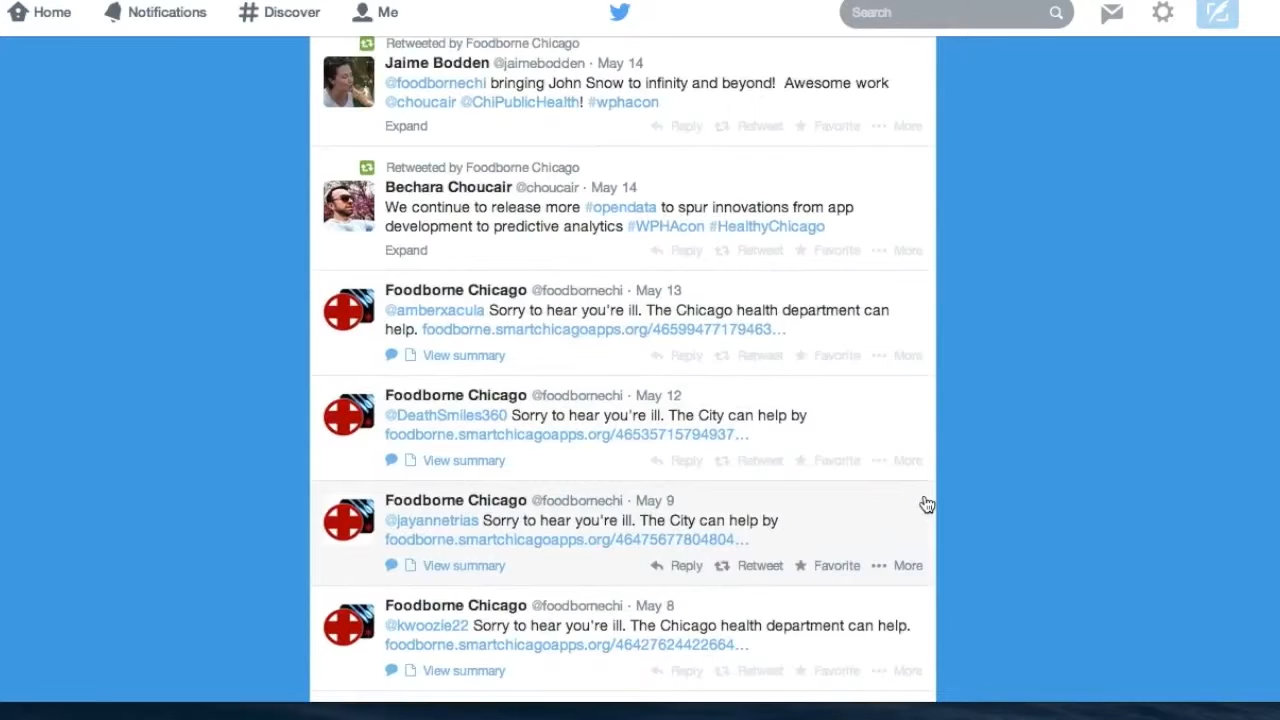 Home Notifications Discover Me Search
Retweeted by Foodborne Chicago
Jaime Bodden @jaimebodden · May 14
@foodbornechi bringing John Snow to infinity and beyond! Awesome work
@choucair @ChiPublicHealth! #wphacon
Expand Reply Retweet Favorite More
Retweeted by Foodborne Chicago
Bechara Choucair @choucair · May 14
We continue to release more #opendata to spur innovations from app
development to predictive analytics #WPHAcon #HealthyChicago
Expand Reply Retweet Favorite More
Foodborne Chicago @foodbornechi · May 13
@amberxacula Sorry to hear you're ill. The Chicago health department can
help. foodborne.smartchicagoapps.org/46599477179463...
View summary Reply Retweet Favorite More
Foodborne Chicago @foodbornechi · May 12
@DeathSmiles360 Sorry to hear you're ill. The City can help by
foodborne.smartchicagoapps.org/46535715794937...
View summary Reply Retweet Favorite More
Foodborne Chicago @foodbornechi · May 9
@jayannetrias Sorry to hear you're ill. The City can help by
foodborne.smartchicagoapps.org/46475677804804...
View summary Reply Retweet Favorite More
Foodborne Chicago @foodbornechi · May 8
@kwoozie22 Sorry to hear you're ill. The Chicago health department can help.
foodborne.smartchicagoapps.org/46427624422664...
View summary Reply Retweet Favorite More